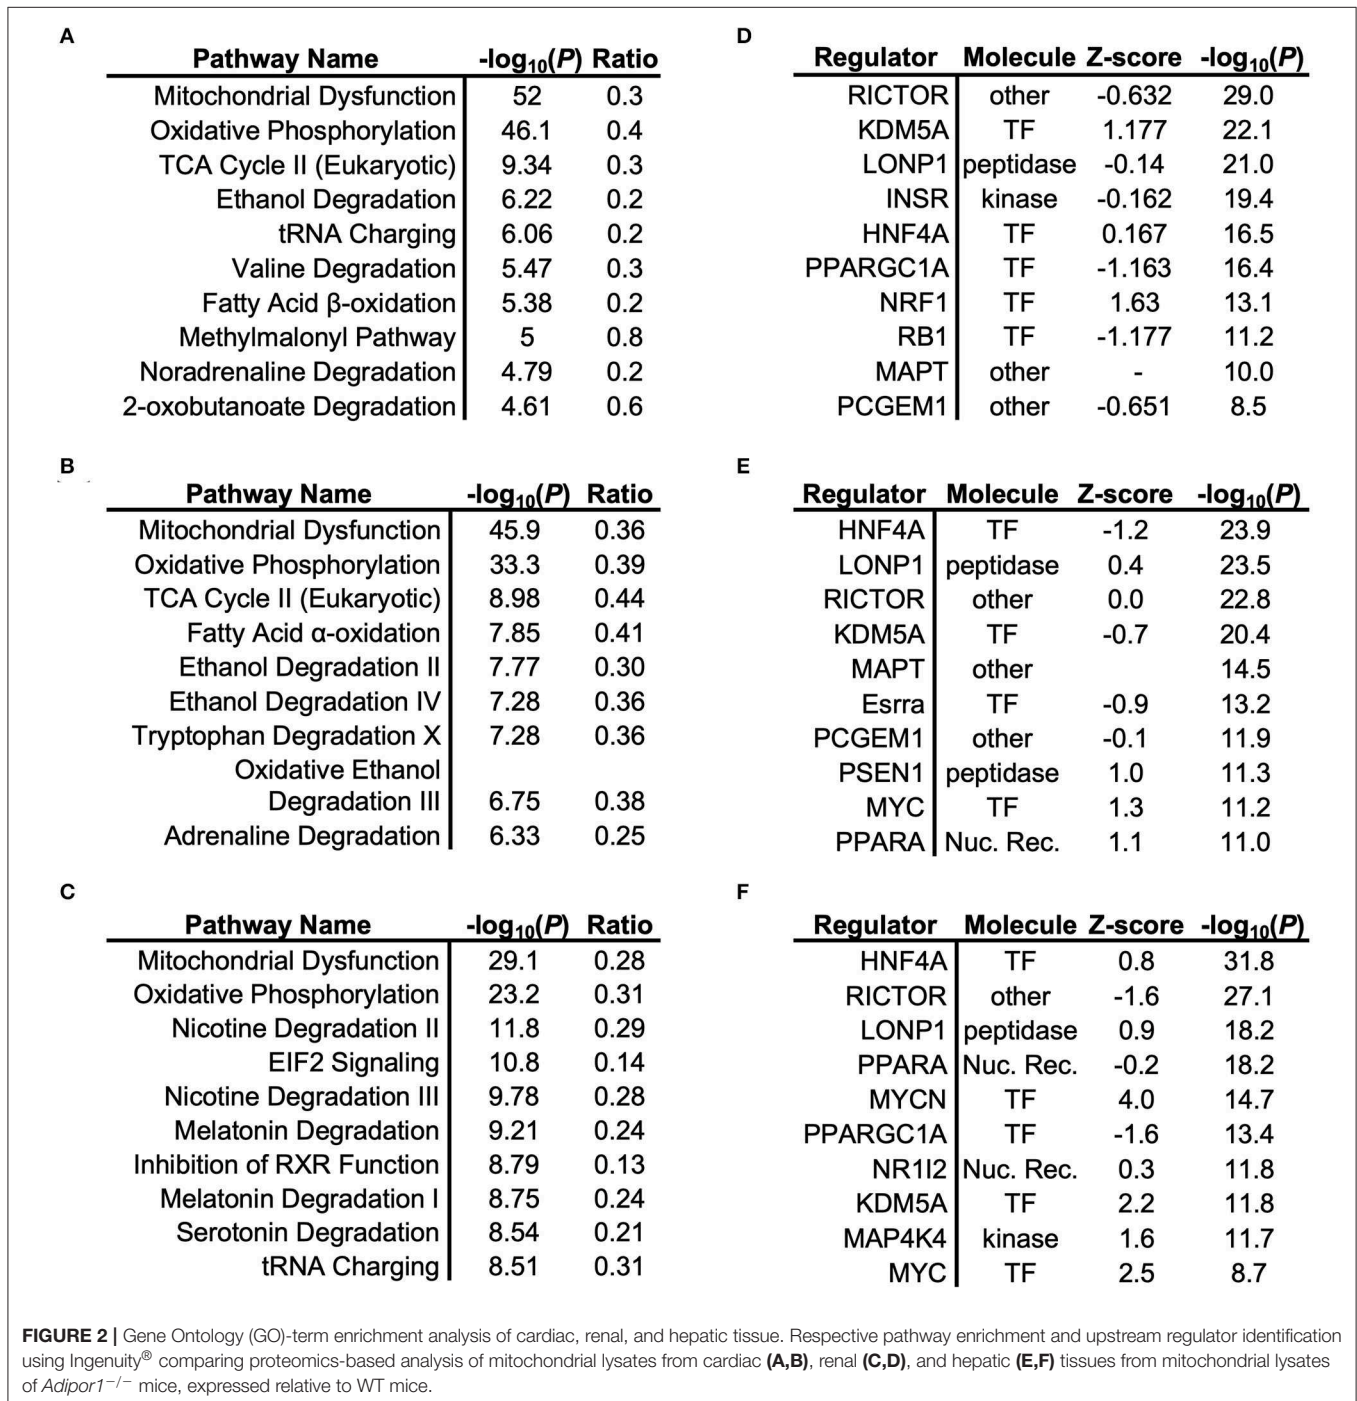 A
Pathway Name -log10(P) Ratio
Mitochondrial Dysfunction 52 0.3
Oxidative Phosphorylation 46.1 0.4
TCA Cycle II (Eukaryotic) 9.34 0.3
Ethanol Degradation 6.22 0.2
tRNA Charging 6.06 0.2
Valine Degradation 5.47 0.3
Fatty Acid β-oxidation 5.38 0.2
Methylmalonyl Pathway 5 0.8
Noradrenaline Degradation 4.79 0.2
2-oxobutanoate Degradation 4.61 0.6
D
Regulator Molecule Z-score -log10(P)
RICTOR other -0.632 29.0
KDM5A TF 1.177 22.1
LONP1 peptidase -0.14 21.0
INSR kinase -0.162 19.4
HNF4A TF 0.167 16.5
PPARGC1A TF -1.163 16.4
NRF1 TF 1.63 13.1
RB1 TF -1.177 11.2
MAPT other - 10.0
PCGEM1 other -0.651 8.5
B
Pathway Name -log10(P) Ratio
Mitochondrial Dysfunction 45.9 0.36
Oxidative Phosphorylation 33.3 0.39
TCA Cycle II (Eukaryotic) 8.98 0.44
Fatty Acid α-oxidation 7.85 0.41
Ethanol Degradation II 7.77 0.30
Ethanol Degradation IV 7.28 0.36
Tryptophan Degradation X 7.28 0.36
Oxidative Ethanol
Degradation III 6.75 0.38
Adrenaline Degradation 6.33 0.25
E
Regulator Molecule Z-score -log10(P)
HNF4A TF -1.2 23.9
LONP1 peptidase 0.4 23.5
RICTOR other 0.0 22.8
KDM5A TF -0.7 20.4
MAPT other 14.5
Esrra TF -0.9 13.2
PCGEM1 other -0.1 11.9
PSEN1 peptidase 1.0 11.3
MYC TF 1.3 11.2
PPARA Nuc. Rec. 1.1 11.0
C
Pathway Name -log10(P) Ratio
Mitochondrial Dysfunction 29.1 0.28
Oxidative Phosphorylation 23.2 0.31
Nicotine Degradation II 11.8 0.29
EIF2 Signaling 10.8 0.14
Nicotine Degradation III 9.78 0.28
Melatonin Degradation 9.21 0.24
Inhibition of RXR Function 8.79 0.13
Melatonin Degradation I 8.75 0.24
Serotonin Degradation 8.54 0.21
tRNA Charging 8.51 0.31
F
Regulator Molecule Z-score -log10(P)
HNF4A TF 0.8 31.8
RICTOR other -1.6 27.1
LONP1 peptidase 0.9 18.2
PPARA Nuc. Rec. -0.2 18.2
MYCN TF 4.0 14.7
PPARGC1A TF -1.6 13.4
NR1I2 Nuc. Rec. 0.3 11.8
KDM5A TF 2.2 11.8
MAP4K4 kinase 1.6 11.7
MYC TF 2.5 8.7
FIGURE 2 | Gene Ontology (GO)-term enrichment analysis of cardiac, renal, and hepatic tissue. Respective pathway enrichment and upstream regulator identification
using Ingenuity® comparing proteomics-based analysis of mitochondrial lysates from cardiac (A,B), renal (C,D), and hepatic (E,F) tissues from mitochondrial lysates
of Adipor1−/− mice, expressed relative to WT mice.